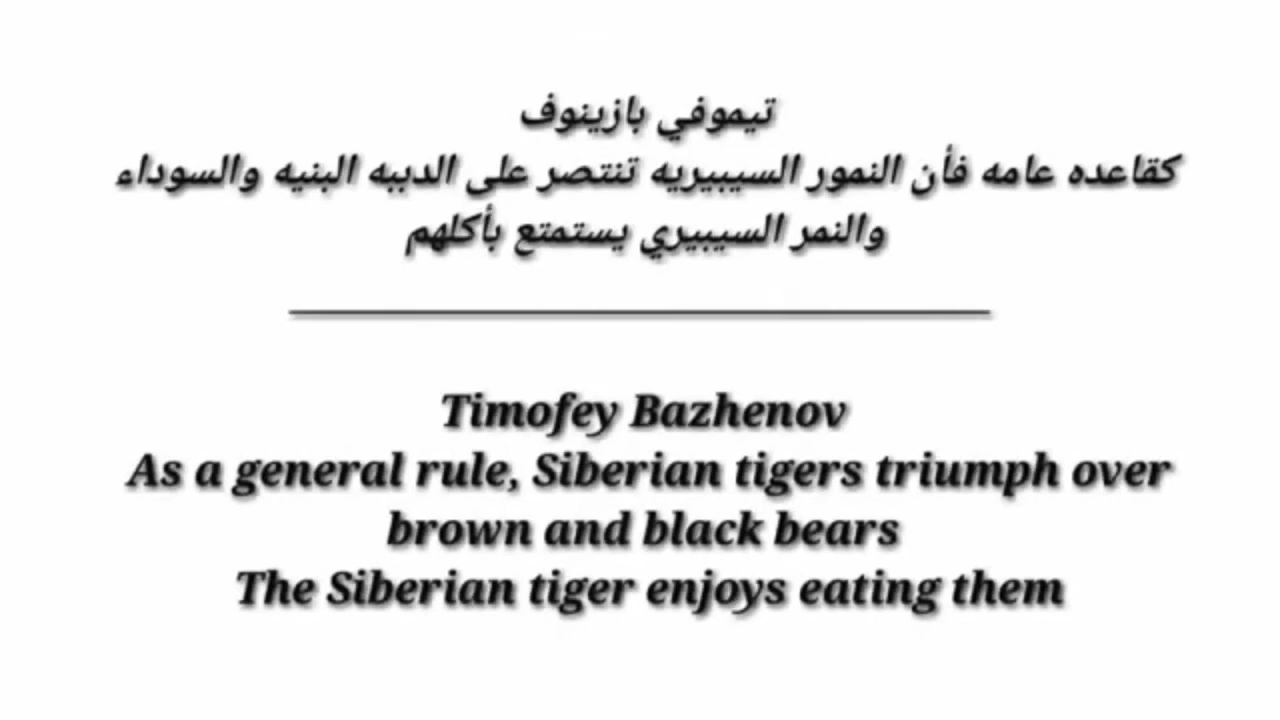 تيموفي بازينوف
كقاعده عامه فأن النمور السيبيريه تنتصر على الدببه البنيه والسوداء
والنمر السيبيري يستمتع بأكلهم
Timofey Bazhenov
As a general rule, Siberian tigers triumph over
brown and black bears
The Siberian tiger enjoys eating them